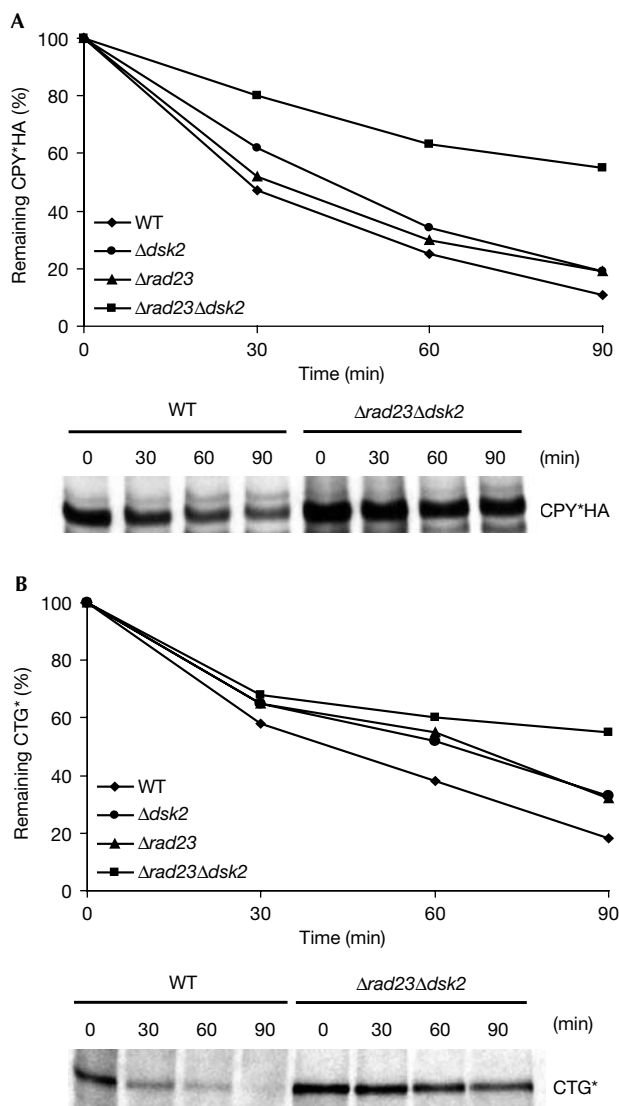 A
Remaining CPY*HA (%)
100
80
60
40
20
0
WT
Δdsk2
Δrad23
Δrad23Δdsk2
0 30 60 90
Time (min)
WT Δrad23Δdsk2
0 30 60 90 0 30 60 90 (min)
CPY*HA
B
Remaining CTG* (%)
100
80
60
40
20
0
WT
Δdsk2
Δrad23
Δrad23Δdsk2
0 30 60 90
Time (min)
WT Δrad23Δdsk2
0 30 60 90 0 30 60 90 (min)
CTG*